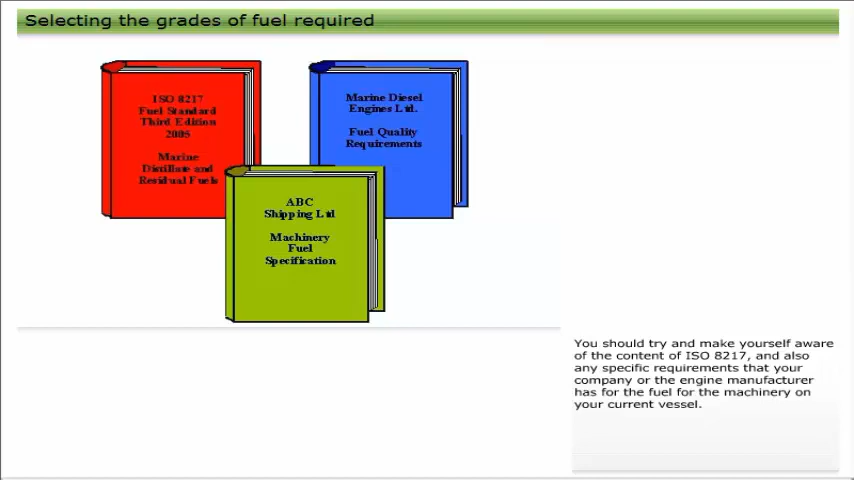 Selecting the grades of fuel required
ISO 8217
Fuel Standard
Third Edition
2005
Marine
Distillate and
Residual Fuels
Marine Diesel
Engines Ltd.
Fuel Quality
Requirements
ABC
Shipping Ltd
Machinery
Fuel
Specification
You should try and make yourself aware
of the content of ISO 8217, and also
any specific requirements that your
company or the engine manufacturer
has for the fuel for the machinery on
your current vessel.